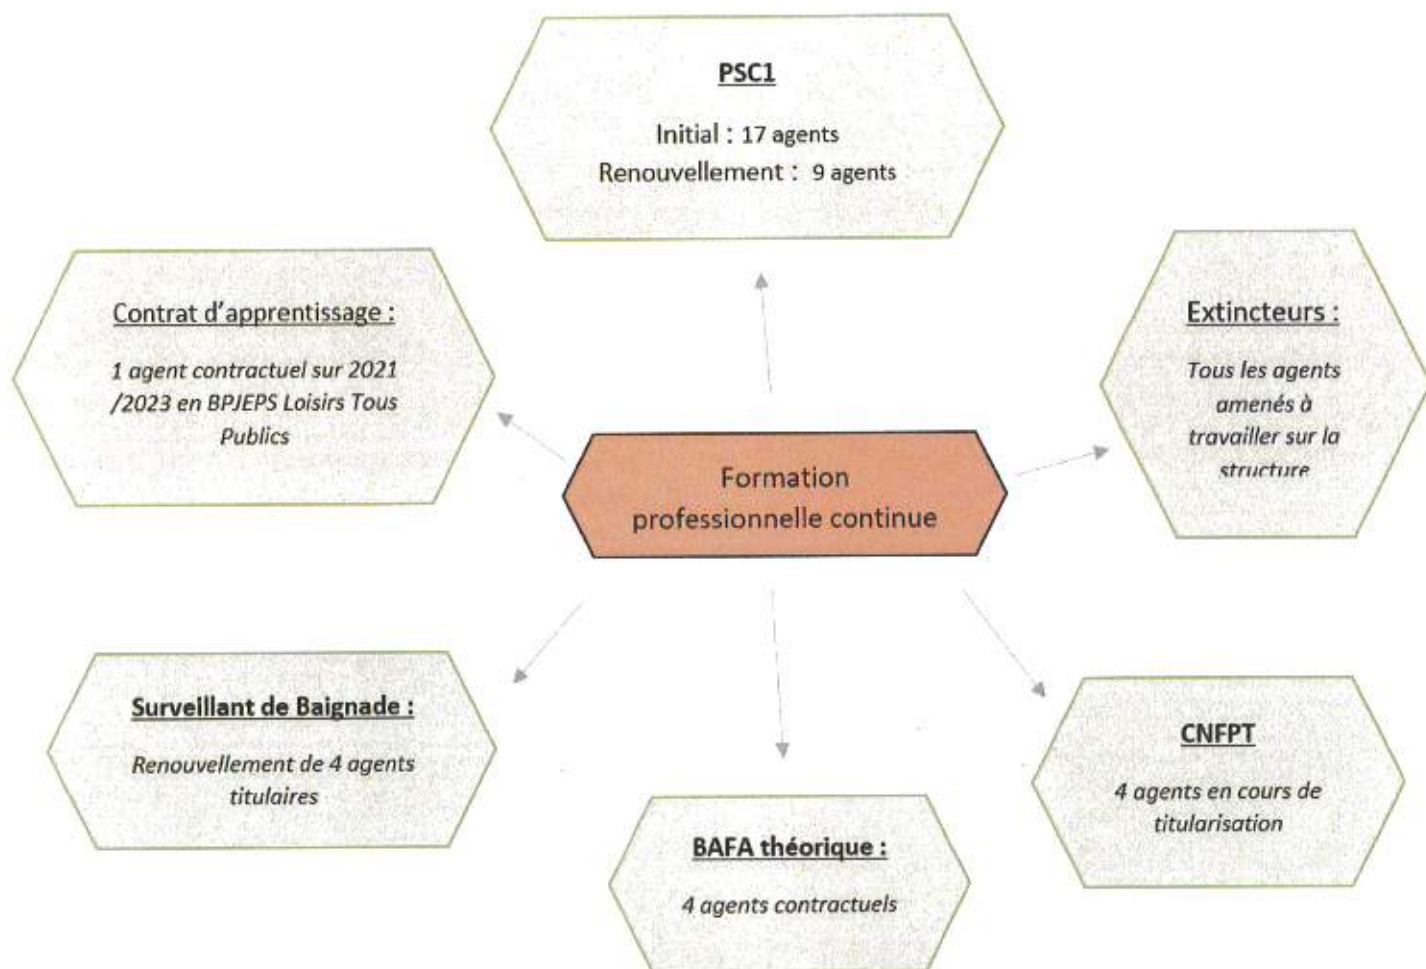 PSC1
Initial : 17 agents
Renouvellement : 9 agents
Contrat d'apprentissage :
1 agent contractuel sur 2021
/2023 en BPJEPS Loisirs Tous
Publics
Extincteurs :
Tous les agents
amenés à
travailler sur la
structure
Formation
professionnelle continue
Surveillant de Baignade :
Renouvellement de 4 agents
titulaires
BAFA théorique :
4 agents contractuels
CNFPT
4 agents en cours de
titularisation